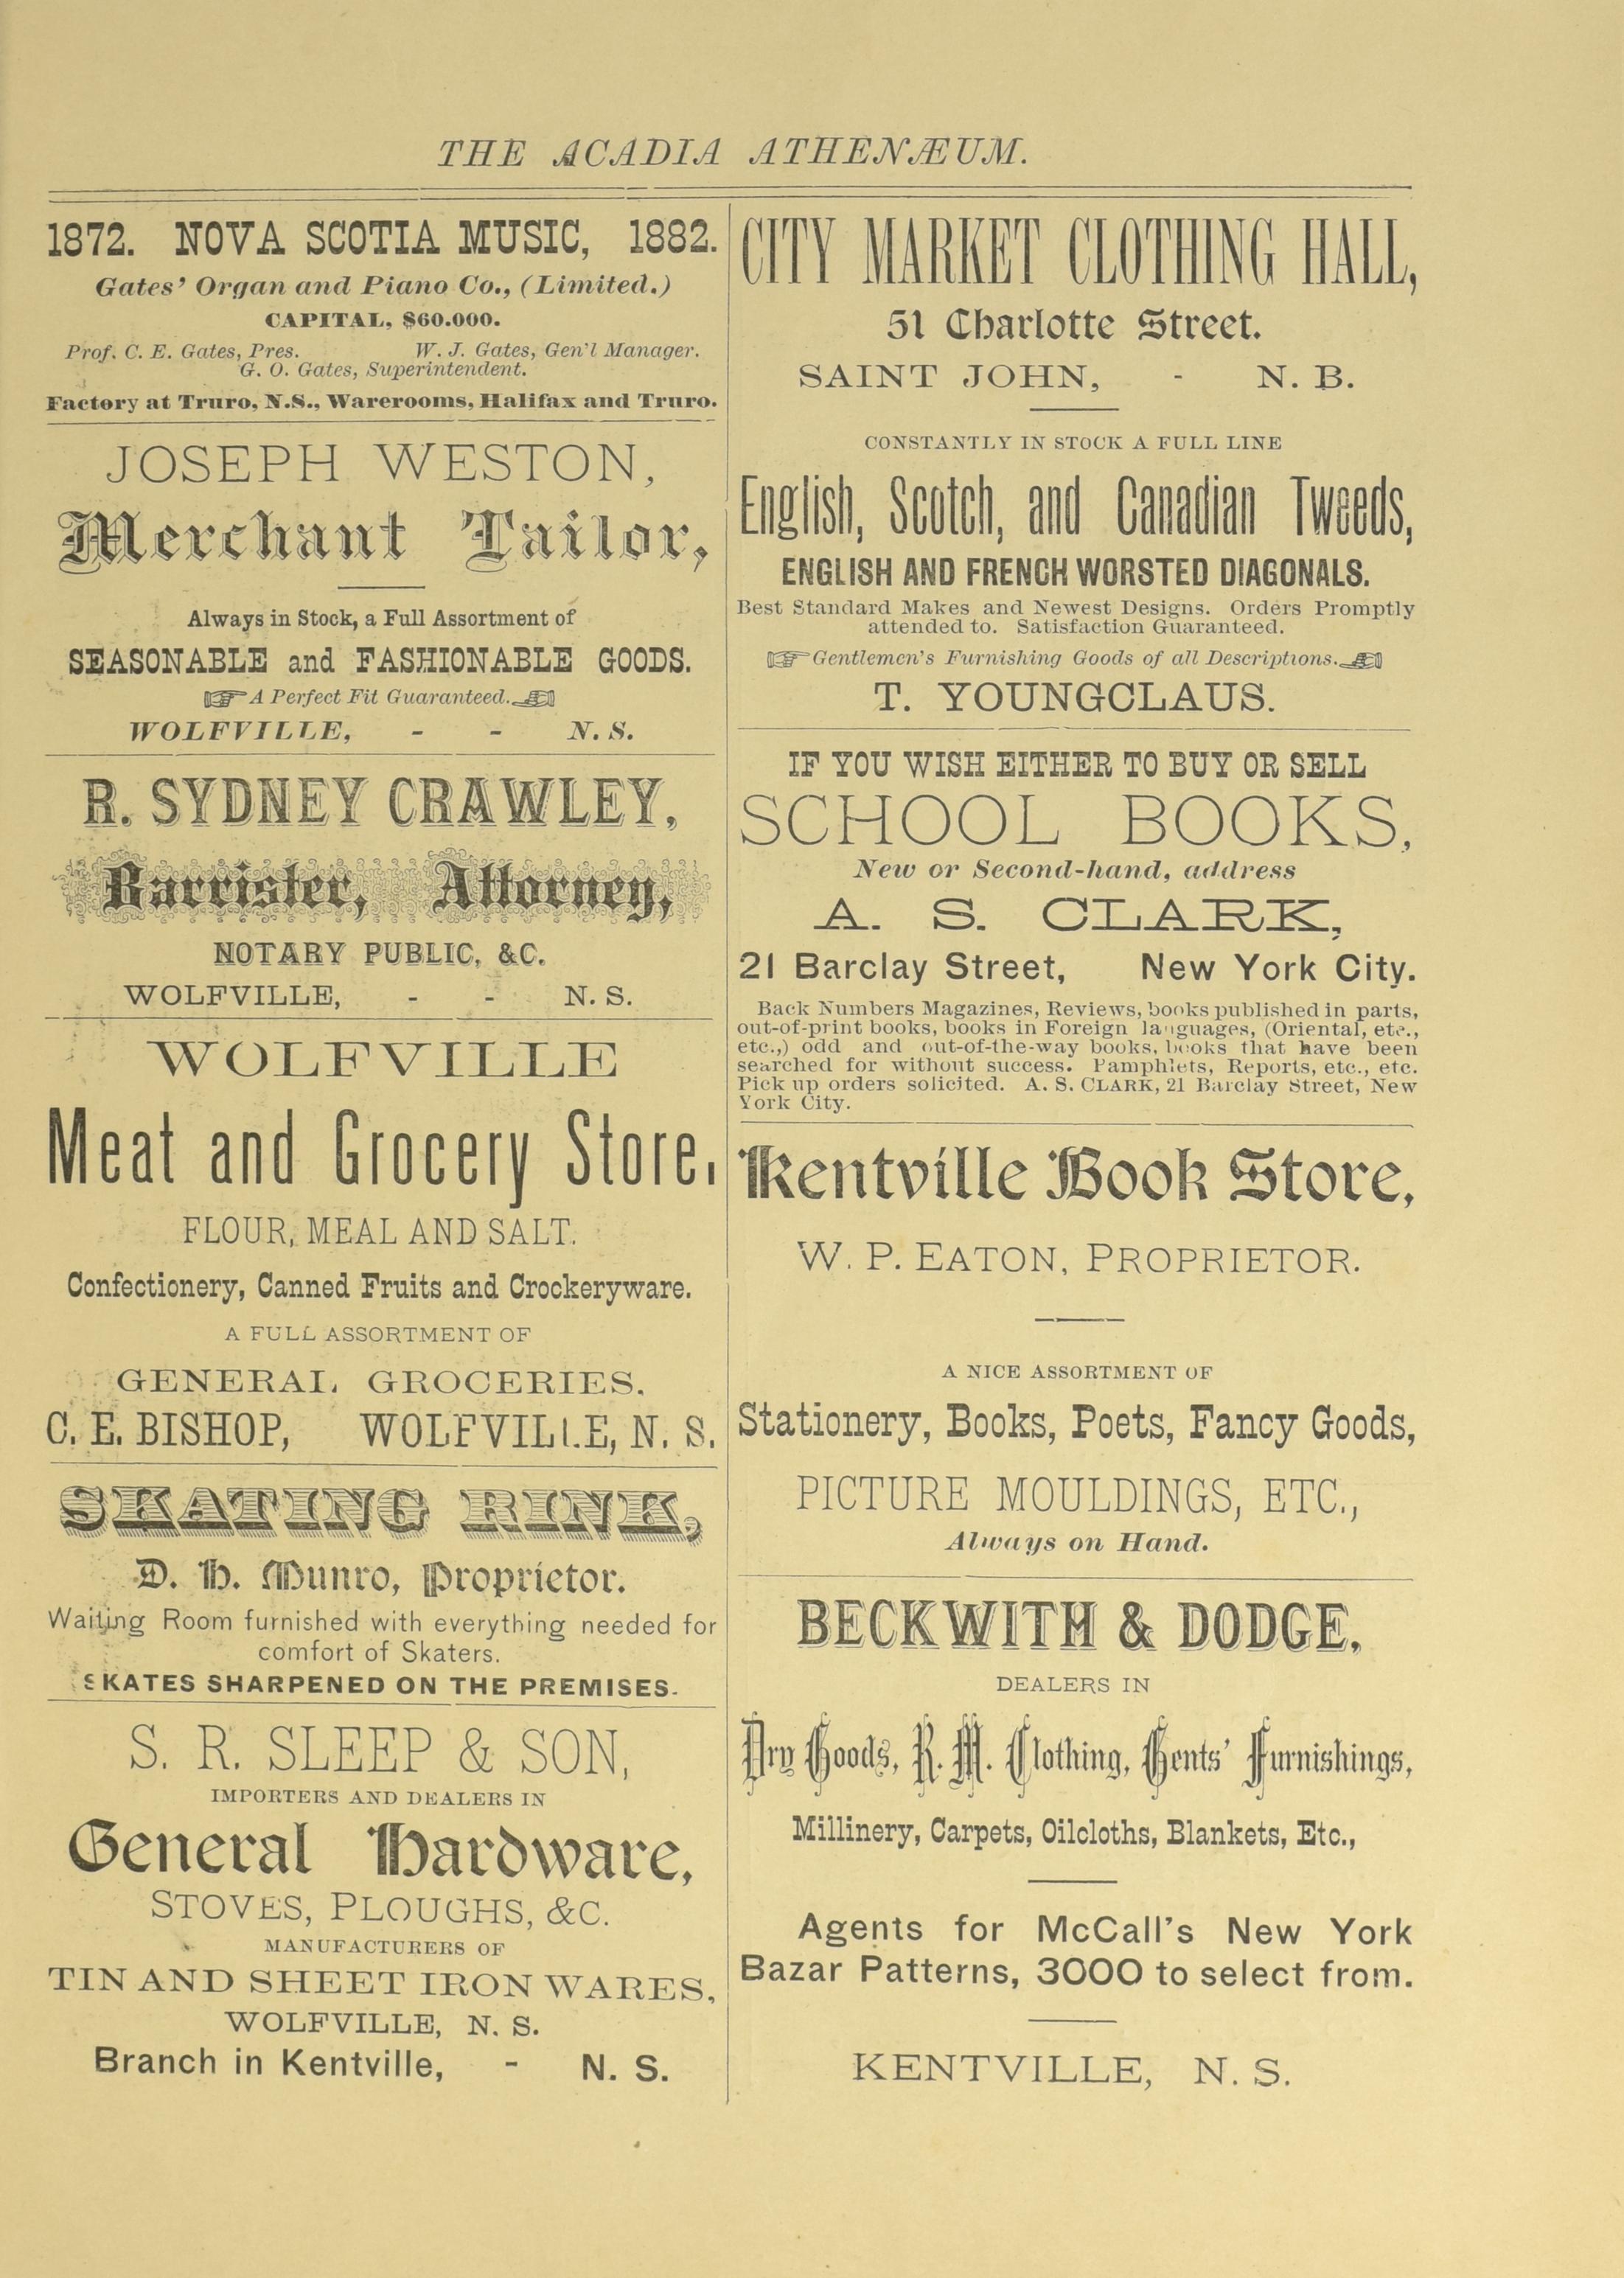 THE ACADIA ATHENÆUM.
1872. NOVA SCOTIA MUSIC, 1882.
Gates' Organ and Piano Co., (Limited.)
CAPITAL, $60.000.
Prof. C. E. Gates, Pres. W. J. Gates, Gen'l Manager.
G. O. Gates, Superintendent.
Factory at Truro, N.S., Warerooms, Halifax and Truro.
JOSEPH WESTON,
Merchant Tailor,
Always in Stock, a Full Assortment of
SEASONABLE and FASHIONABLE GOODS.
☞ A Perfect Fit Guaranteed. ☜
WOLFVILLE, - - N. S.
R. SYDNEY CRAWLEY,
Barrister, Attorney,
NOTARY PUBLIC, &C.
WOLFVILLE, - - N. S.
WOLFVILLE
Meat and Grocery Store,
FLOUR, MEAL AND SALT.
Confectionery, Canned Fruits and Crockeryware.
A FULL ASSORTMENT OF
GENERAL GROCERIES.
C. E. BISHOP, WOLFVILLE, N. S.
SKATING RINK,
D. H. Munro, Proprietor.
Waiting Room furnished with everything needed for
comfort of Skaters.
SKATES SHARPENED ON THE PREMISES.
S. R. SLEEP & SON,
IMPORTERS AND DEALERS IN
General Hardware,
STOVES, PLOUGHS, &C.
MANUFACTURERS OF
TIN AND SHEET IRON WARES,
WOLFVILLE, N. S.
Branch in Kentville, - N. S.
CITY MARKET CLOTHING HALL,
51 Charlotte Street.
SAINT JOHN, - N. B.
CONSTANTLY IN STOCK A FULL LINE
English, Scotch, and Canadian Tweeds,
ENGLISH AND FRENCH WORSTED DIAGONALS.
Best Standard Makes and Newest Designs. Orders Promptly
attended to. Satisfaction Guaranteed.
☞ Gentlemen's Furnishing Goods of all Descriptions. ☜
T. YOUNGCLAUS.
IF YOU WISH EITHER TO BUY OR SELL
SCHOOL BOOKS,
New or Second-hand, address
A. S. CLARK,
21 Barclay Street, New York City.
Back Numbers Magazines, Reviews, books published in parts,
out-of-print books, books in Foreign languages, (Oriental, etc.,
etc.,) odd and out-of-the-way books, books that have been
searched for without success. Pamphlets, Reports, etc., etc.
Pick up orders solicited. A. S. CLARK, 21 Barclay Street, New
York City.
Kentville Book Store,
W. P. EATON, PROPRIETOR.
A NICE ASSORTMENT OF
Stationery, Books, Poets, Fancy Goods,
PICTURE MOULDINGS, ETC.,
Always on Hand.
BECKWITH & DODGE,
DEALERS IN
Dry Goods, R. M. Clothing, Gents' Furnishings,
Millinery, Carpets, Oilcloths, Blankets, Etc.,
Agents for McCall's New York
Bazar Patterns, 3000 to select from.
KENTVILLE, N. S.